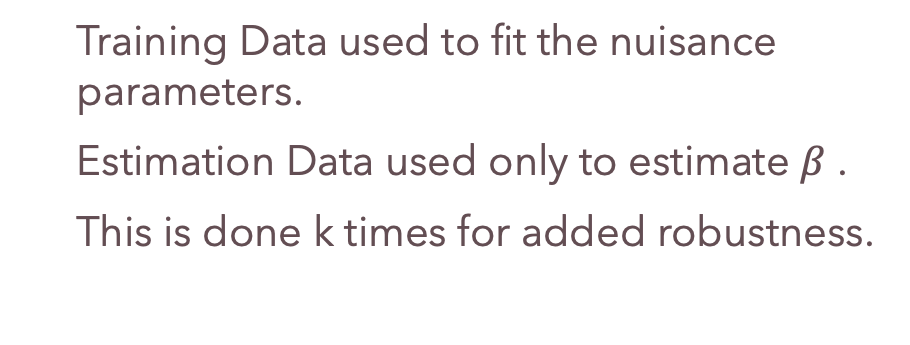 Training Data used to fit the nuisance
parameters.
Estimation Data used only to estimate β .
This is done k times for added robustness.